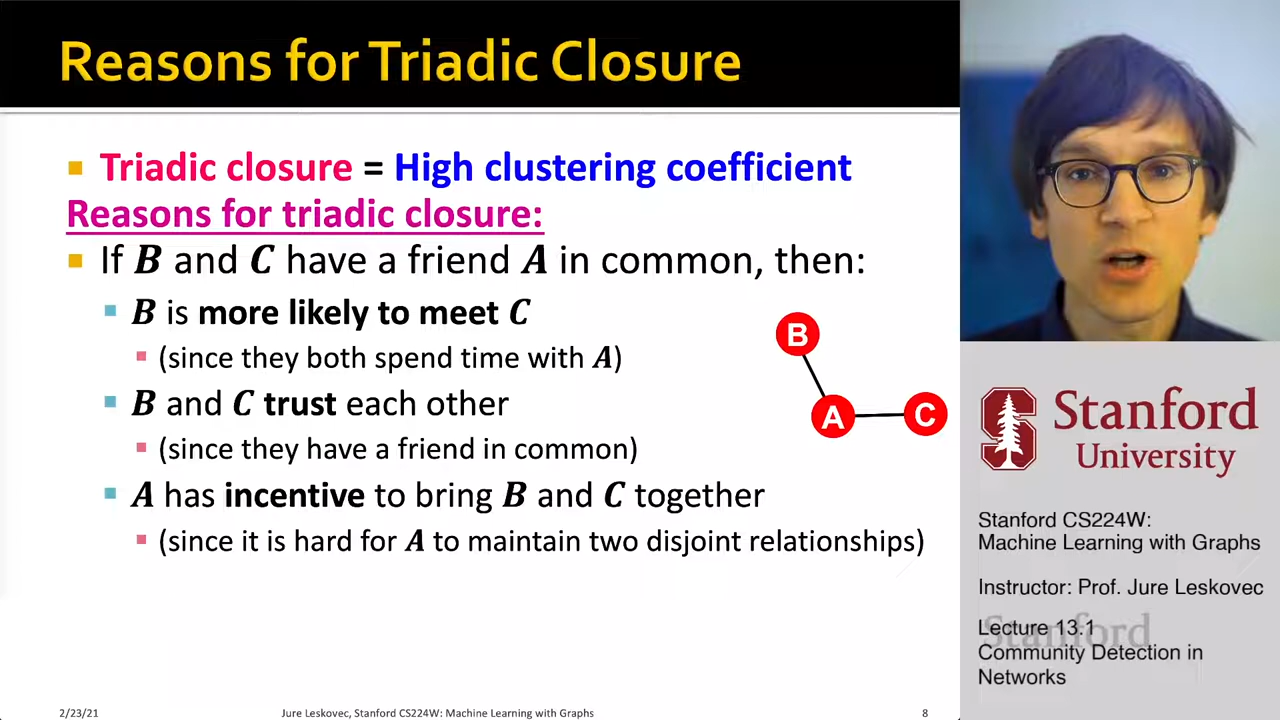 Reasons for Triadic Closure
Triadic closure = High clustering coefficient
Reasons for triadic closure:
If B and C have a friend A in common, then:
B is more likely to meet C
(since they both spend time with A)
B and C trust each other
(since they have a friend in common)
A has incentive to bring B and C together
(since it is hard for A to maintain two disjoint relationships)
B
A
C
2/23/21
Jure Leskovec, Stanford CS224W: Machine Learning with Graphs
8
Stanford
University
Stanford CS224W:
Machine Learning with Graphs
Instructor: Prof. Jure Leskovec
Stanford
Lecture 13.1
Community Detection in
Networks